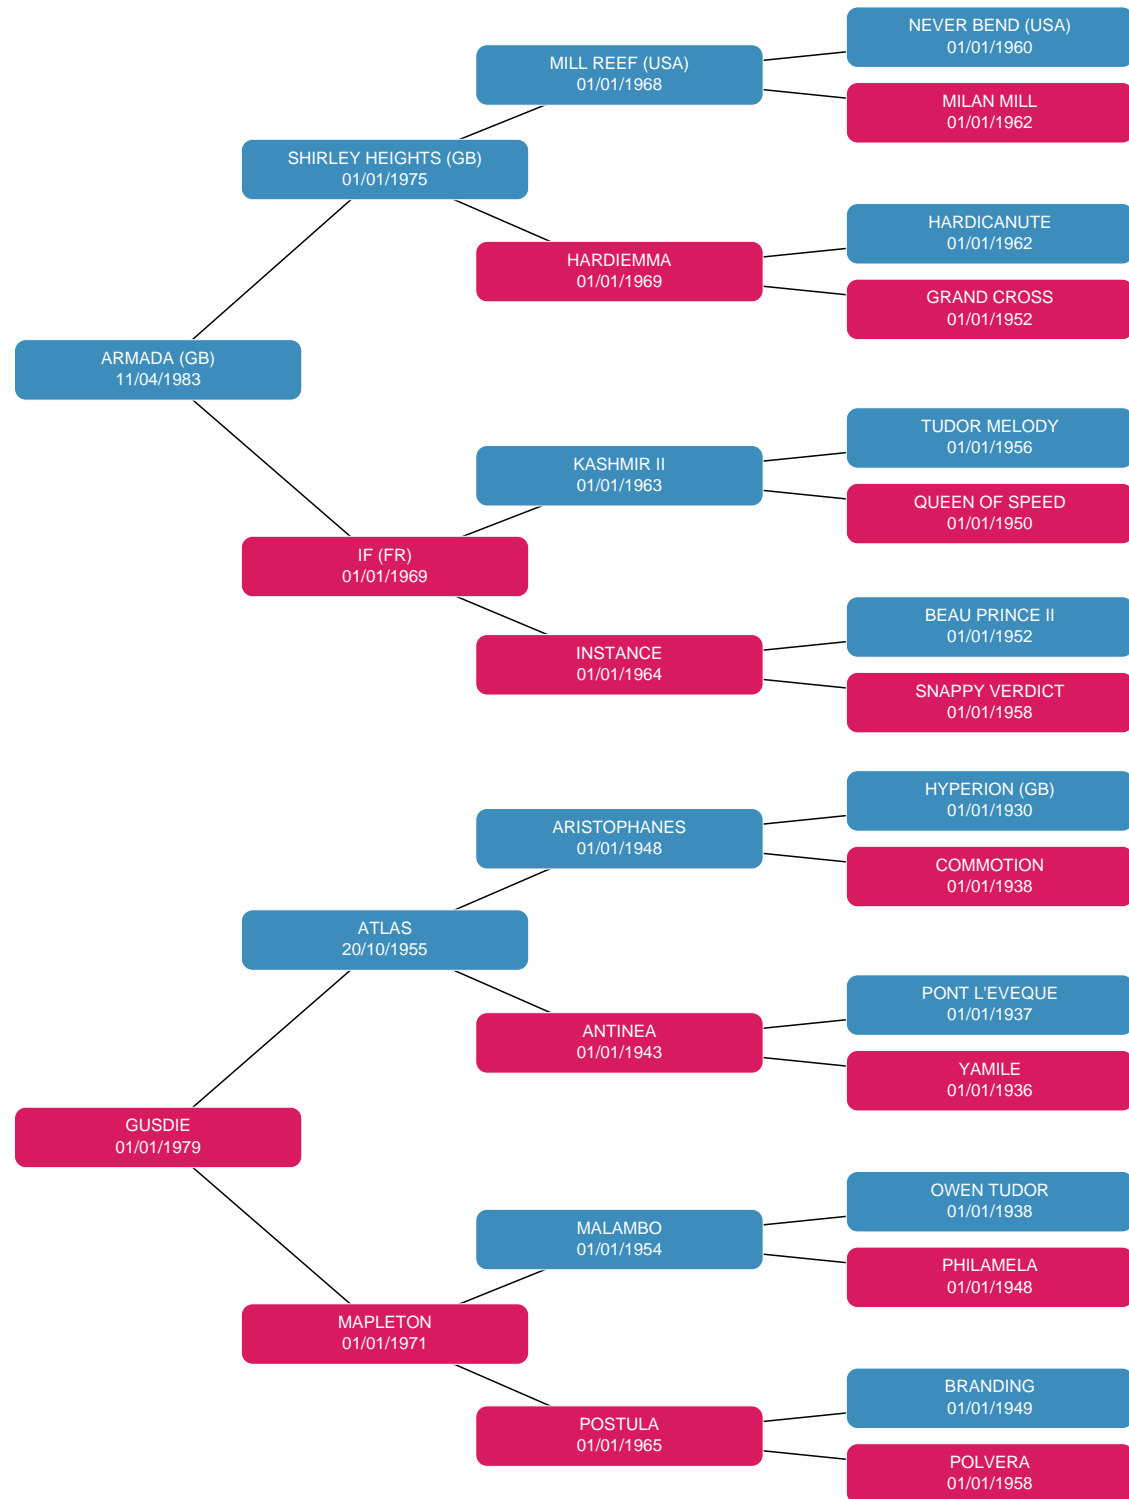 NEVER BEND (USA)
01/01/1960
MILL REEF (USA)
01/01/1968
MILAN MILL
01/01/1962
SHIRLEY HEIGHTS (GB)
01/01/1975
HARDICANUTE
01/01/1962
HARDIEMMA
01/01/1969
GRAND CROSS
01/01/1952
ARMADA (GB)
11/04/1983
TUDOR MELODY
01/01/1956
KASHMIR II
01/01/1963
QUEEN OF SPEED
01/01/1950
IF (FR)
01/01/1969
BEAU PRINCE II
01/01/1952
INSTANCE
01/01/1964
SNAPPY VERDICT
01/01/1958
HYPERION (GB)
01/01/1930
ARISTOPHANES
01/01/1948
COMMOTION
01/01/1938
ATLAS
20/10/1955
PONT L'EVEQUE
01/01/1937
ANTINEA
01/01/1943
YAMILE
01/01/1936
GUSDIE
01/01/1979
OWEN TUDOR
01/01/1938
MALAMBO
01/01/1954
PHILAMELA
01/01/1948
MAPLETON
01/01/1971
BRANDING
01/01/1949
POSTULA
01/01/1965
POLVERA
01/01/1958